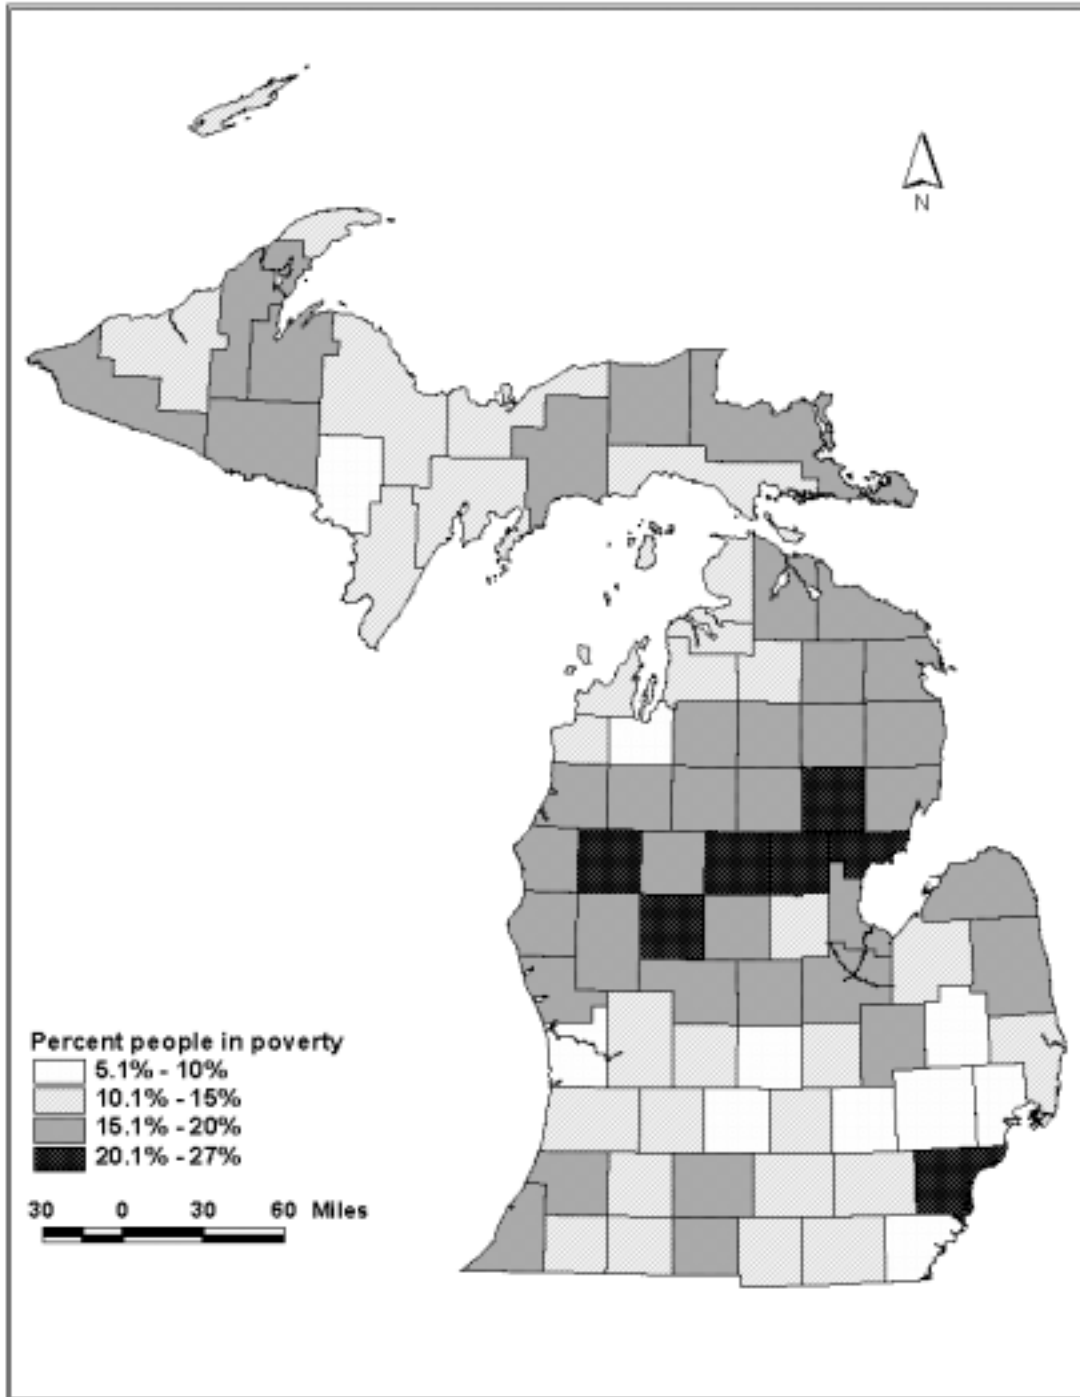 N
Percent people in poverty
5.1% - 10%
10.1% - 15%
15.1% - 20%
20.1% - 27%
30 0 30 60 Miles